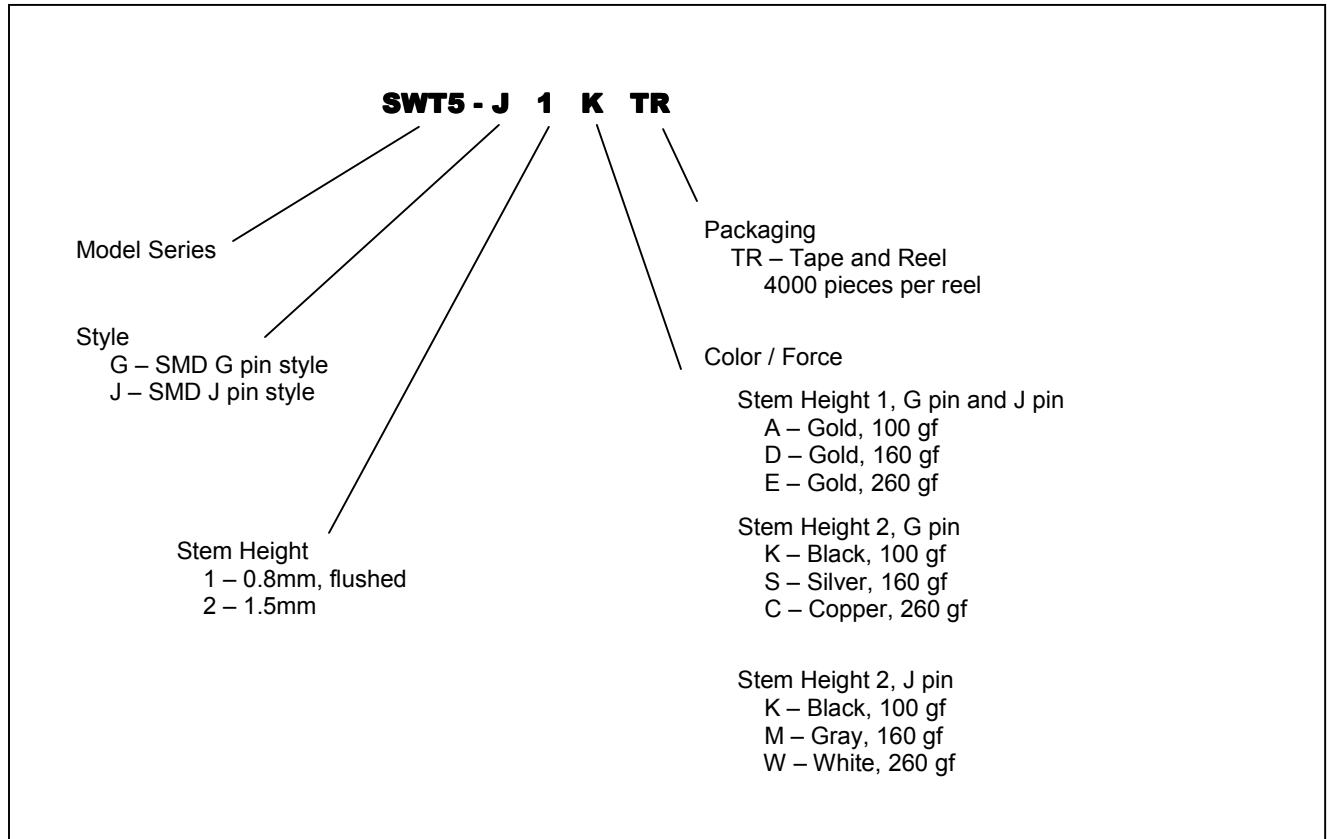 SWT5 - J 1 K TR
Model Series
Style
G – SMD G pin style
J – SMD J pin style
Stem Height
1 – 0.8mm, flushed
2 – 1.5mm
Packaging
TR – Tape and Reel
4000 pieces per reel
Color / Force
Stem Height 1, G pin and J pin
A – Gold, 100 gf
D – Gold, 160 gf
E – Gold, 260 gf
Stem Height 2, G pin
K – Black, 100 gf
S – Silver, 160 gf
C – Copper, 260 gf
Stem Height 2, J pin
K – Black, 100 gf
M – Gray, 160 gf
W – White, 260 gf